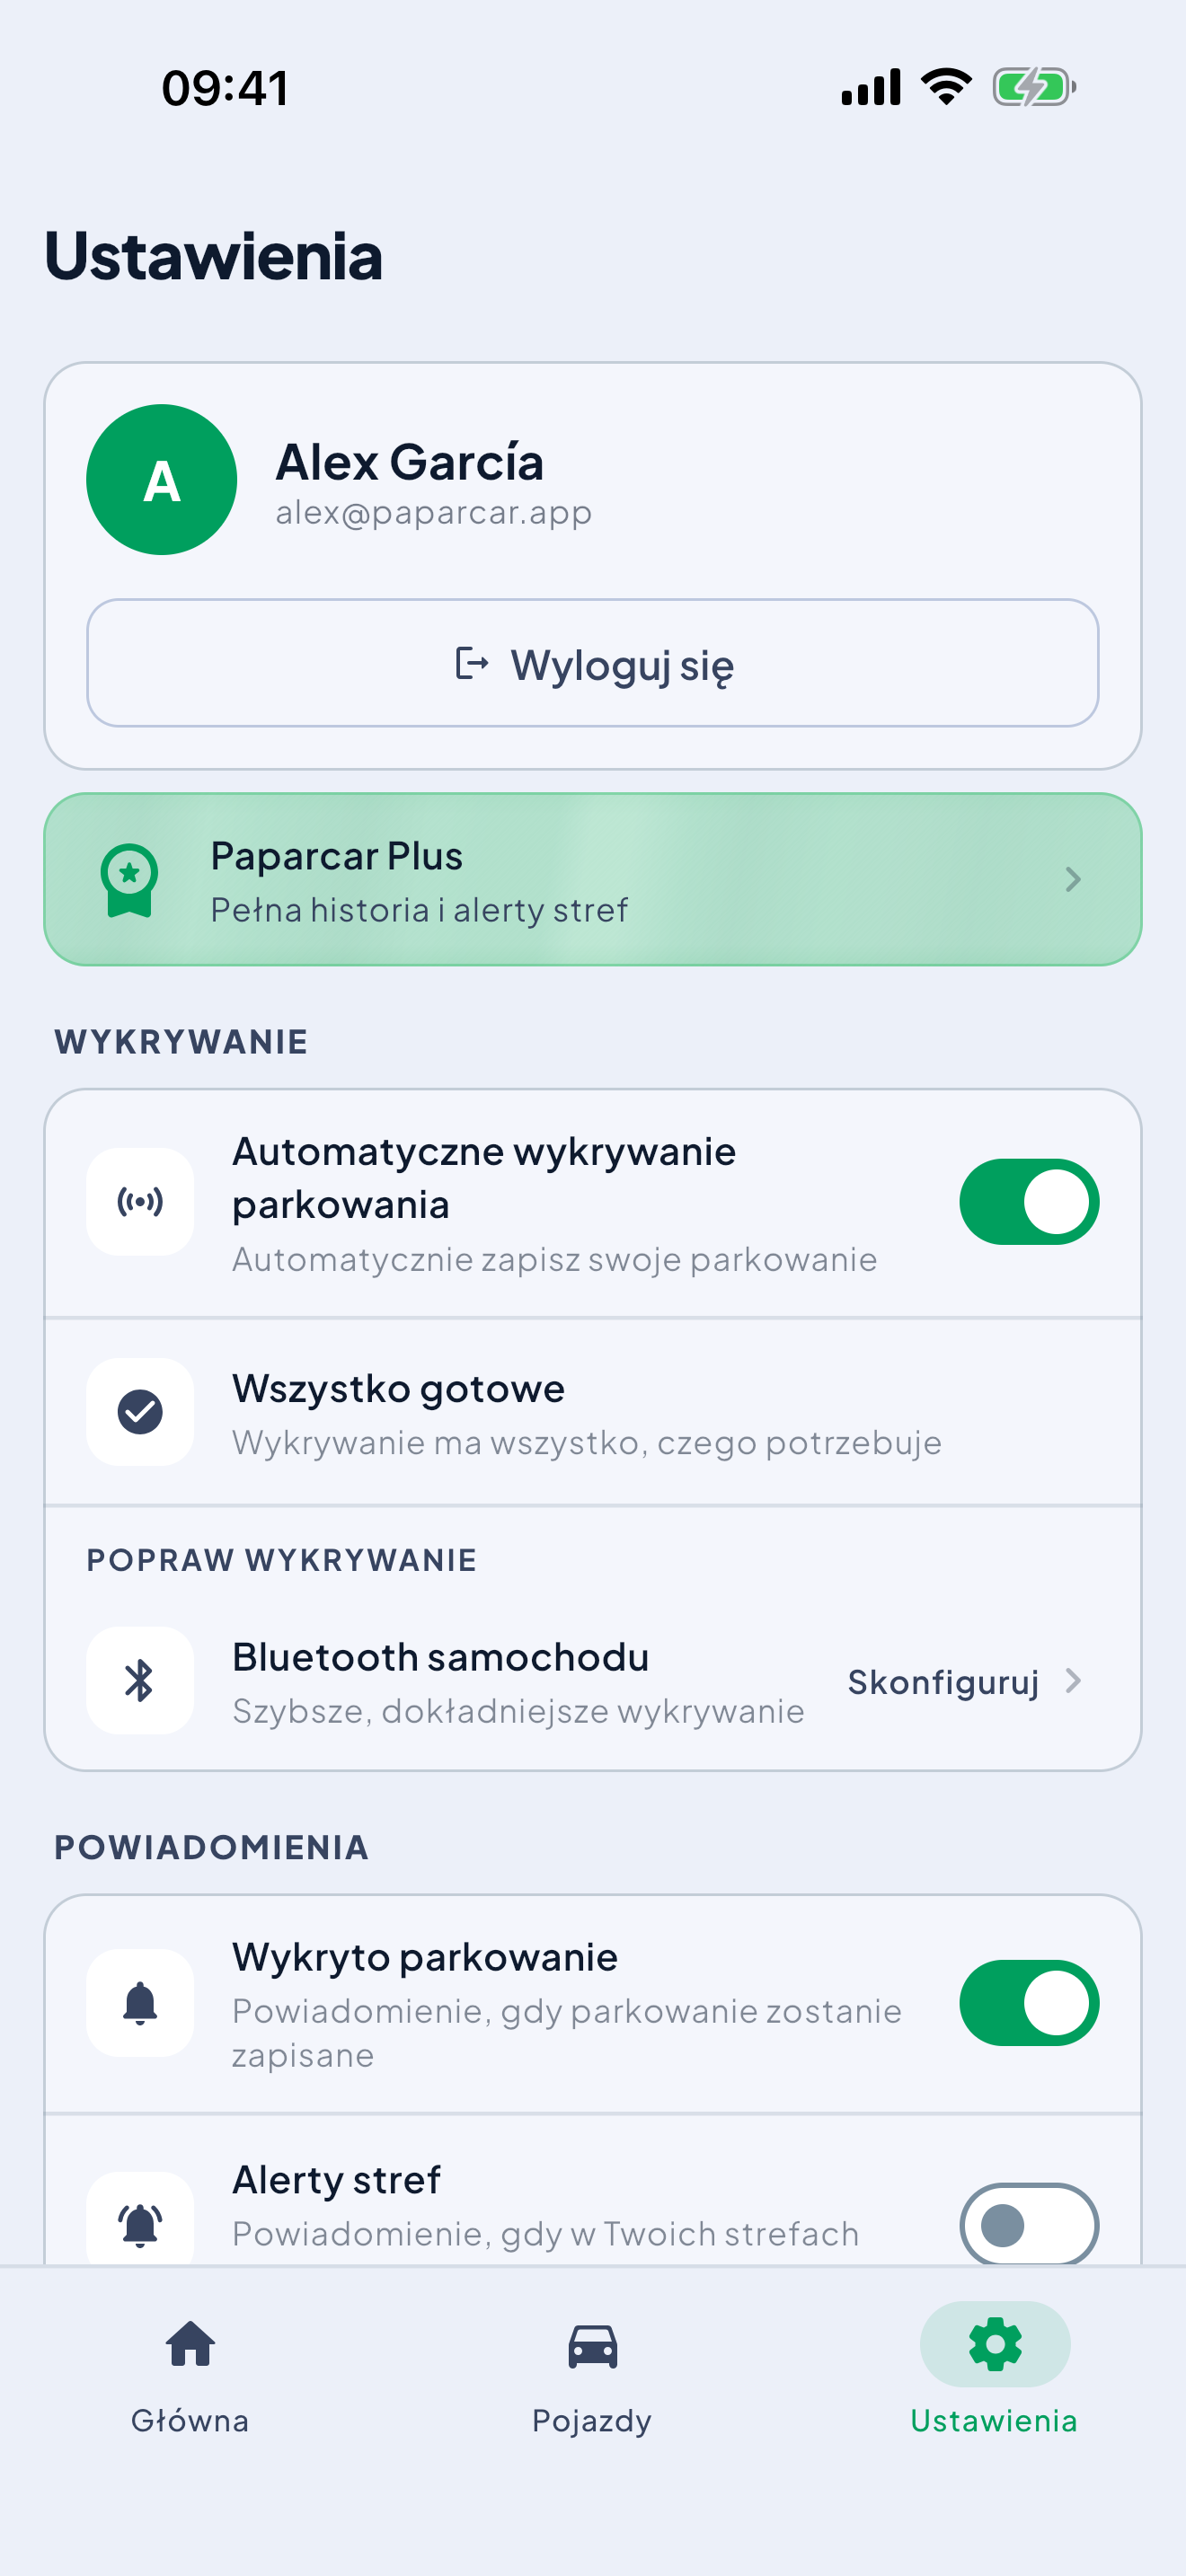 09:41
Ustawienia
A
Alex García
alex@paparcar.app
Wyloguj się
Paparcar Plus
Pełna historia i alerty stref
WYKRYWANIE
Automatyczne wykrywanie
parkowania
Automatycznie zapisz swoje parkowanie
Wszystko gotowe
Wykrywanie ma wszystko, czego potrzebuje
POPRAW WYKRYWANIE
Bluetooth samochodu
Szybsze, dokładniejsze wykrywanie
Skonfiguruj
POWIADOMIENIA
Wykryto parkowanie
Powiadomienie, gdy parkowanie zostanie
zapisane
Alerty stref
Powiadomienie, gdy w Twoich strefach
Główna
Pojazdy
Ustawienia